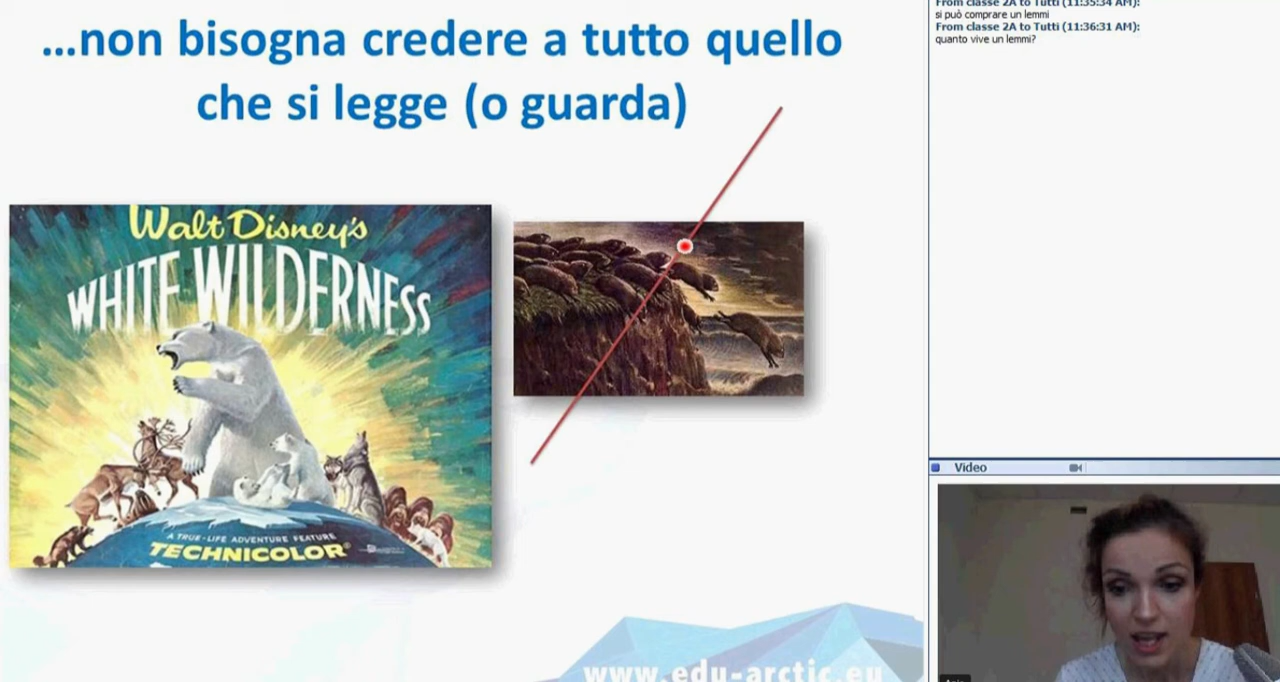 ...non bisogna credere a tutto quello
che si legge (o guarda)
Walt Disney's
WHITE WILDERNESS
A TRUE-LIFE ADVENTURE FEATURE
TECHNICOLOR®
www.edu-arctic.eu
From classe 2A to Tutti (11:35:34 AM):
si può comprare un lemmi
From classe 2A to Tutti (11:36:31 AM):
quanto vive un lemmi?
Video